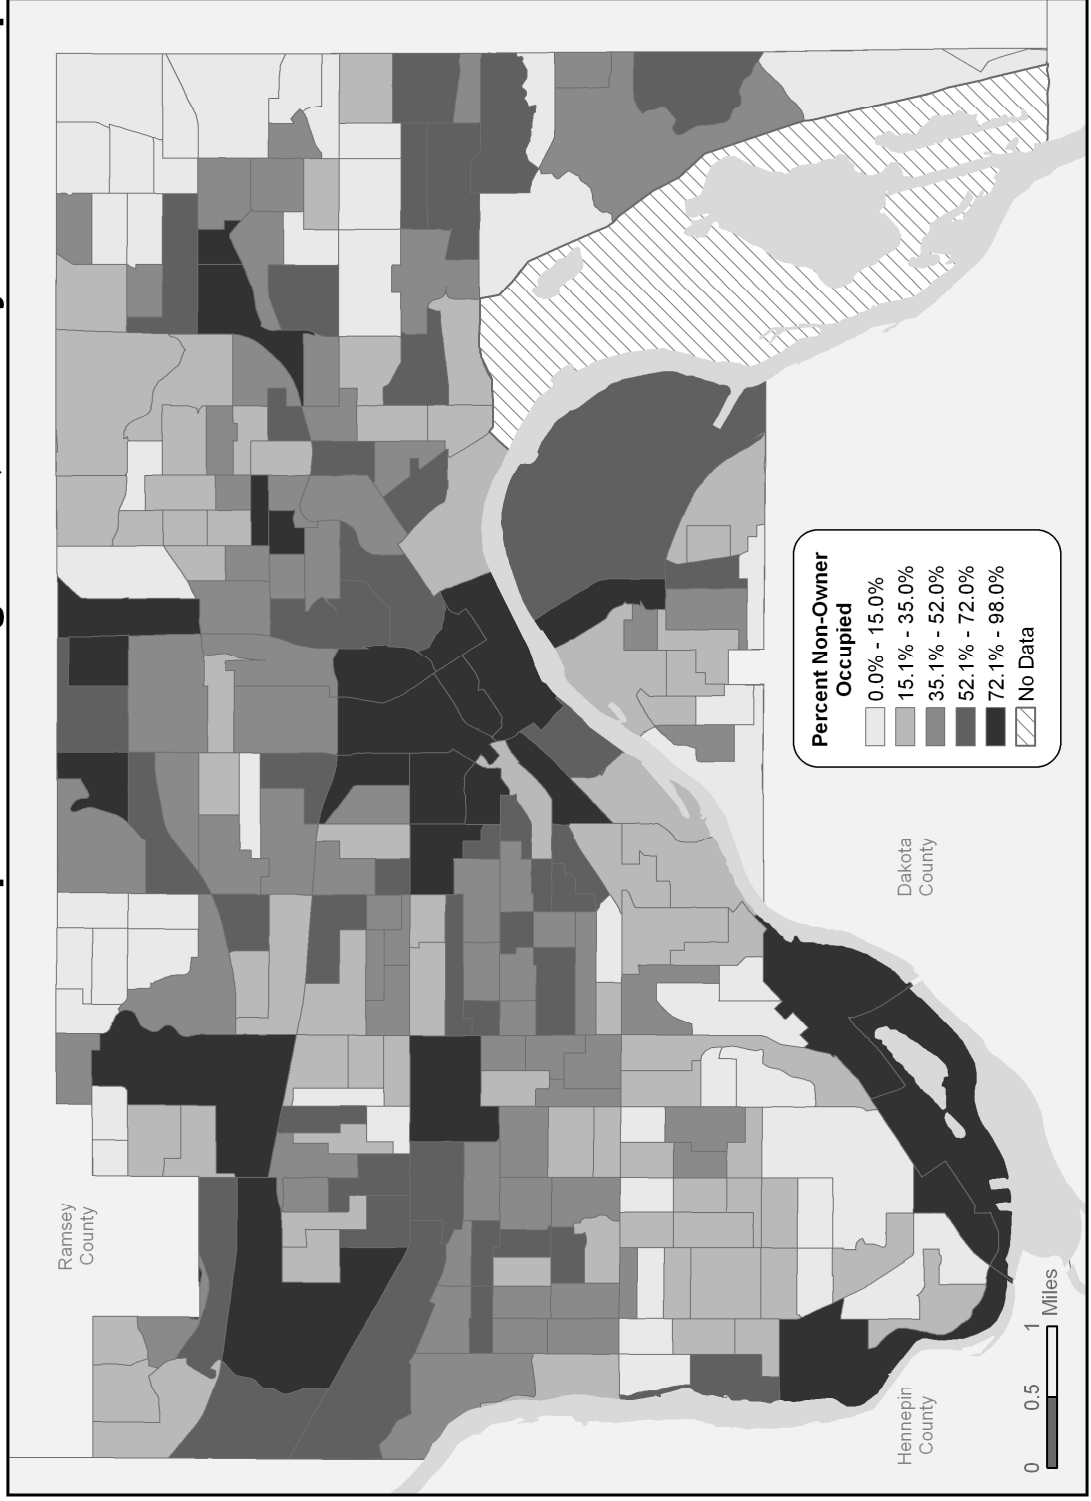 Ramsey
County
Percent Non-Owner
Occupied
0.0% - 15.0%
15.1% - 35.0%
35.1% - 52.0%
52.1% - 72.0%
72.1% - 98.0%
No Data
Dakota
County
Hennepin
County
0 0.5 1 Miles